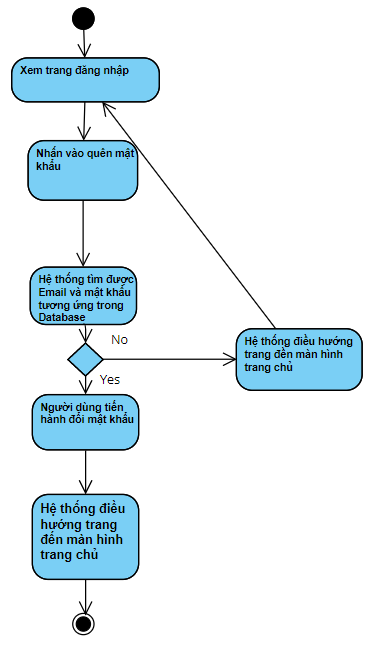 Xem trang đăng nhập
Nhấn vào quên mật
khẩu
Hệ thống tìm được
Email và mật khẩu
tương ứng trong
Database
No
Hệ thống điều hướng
trang đến màn hình
trang chủ
Yes
Người dùng tiến
hành đổi mật khẩu
Hệ thống điều
hướng trang
đến màn hình
trang chủ